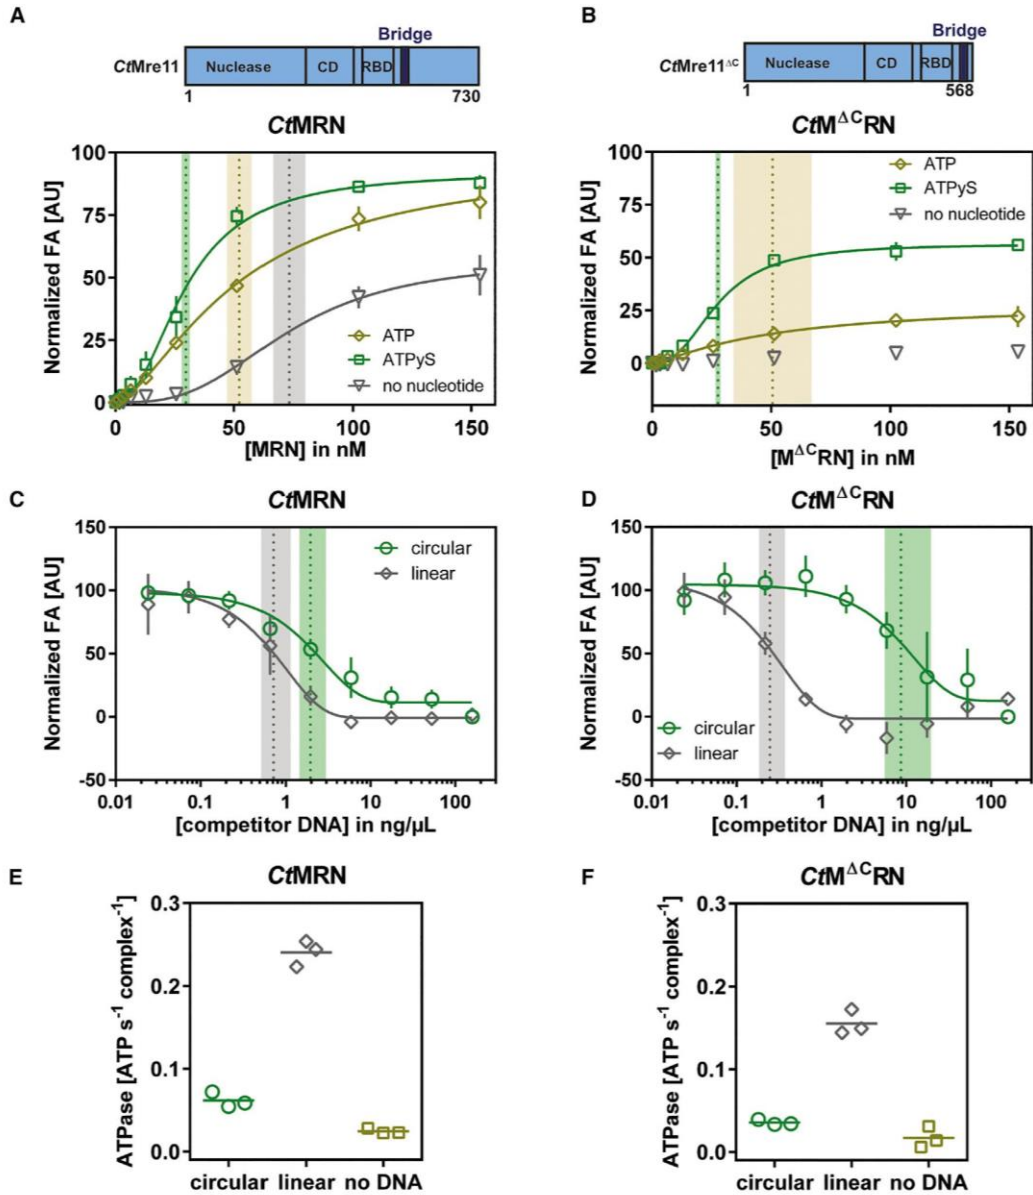 A
Bridge
CtMre11
Nuclease
CD
RBD
1
730
CtMRN
Normalized FA [AU]
100
75
50
25
0
ATP
ATPyS
no nucleotide
0
50
100
150
[MRN] in nM
B
Bridge
CtMre11ΔC
Nuclease
CD
RBD
1
568
CtMΔCRN
Normalized FA [AU]
100
75
50
25
0
ATP
ATPyS
no nucleotide
0
50
100
150
[MΔCRN] in nM
C
CtMRN
Normalized FA [AU]
150
100
50
0
-50
circular
linear
0.01
0.1
1
10
100
[competitor DNA] in ng/µL
D
CtMΔCRN
Normalized FA [AU]
150
100
50
0
-50
circular
linear
0.01
0.1
1
10
100
[competitor DNA] in ng/µL
E
CtMRN
ATPase [ATP s-1 complex-1]
0.3
0.2
0.1
0.0
circular
linear
no DNA
F
CtMΔCRN
ATPase [ATP s-1 complex-1]
0.3
0.2
0.1
0.0
circular
linear
no DNA